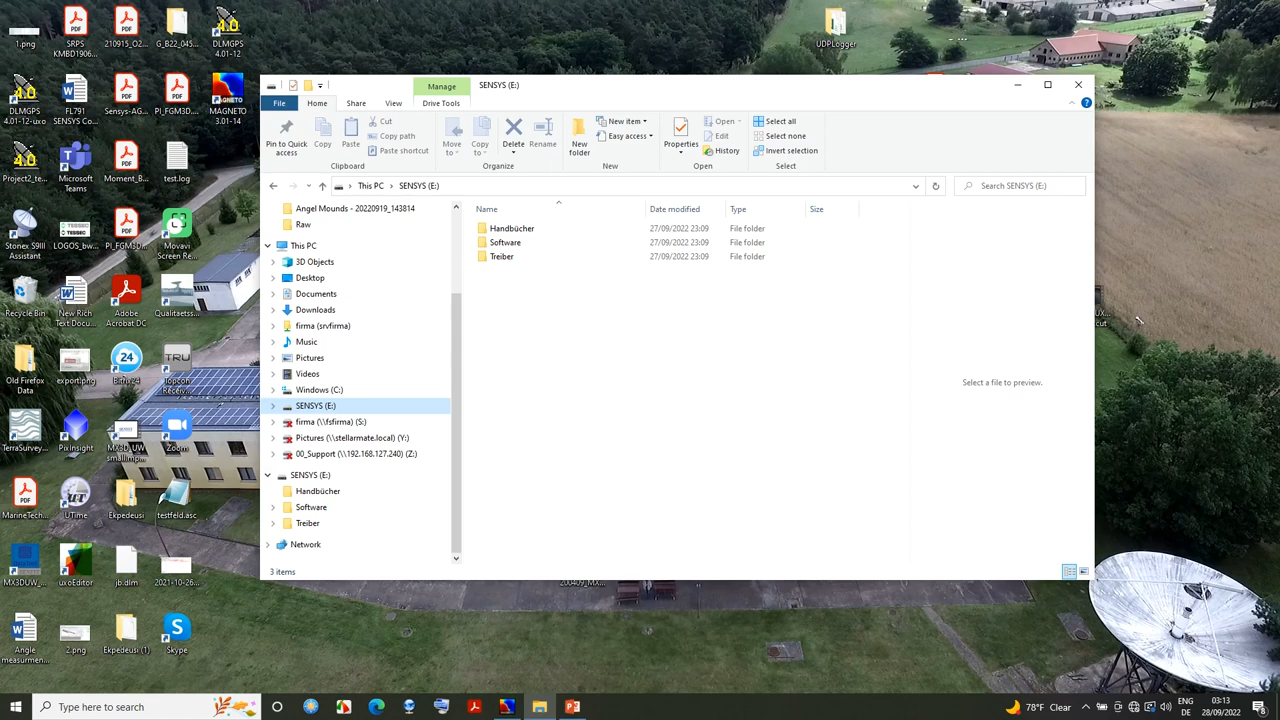 1.png
SRPS
KMBD1906...
210915_O2...
G_B22_045...
DLMGPS
4.01-12
UDPLogger
DLMGPS
4.01-12-uxo
FL791
SENSYS Co...
Sensys-AG...
PI_FGM3D...
MAGNETO
3.01-14
Project2_te...
Microsoft
Teams
Moment_B...
test.log
Stonex S9III
Assistant
LOGOS_bw...
PI_FGM3D...
Movavi
Screen Re...
Recycle Bin
New Rich
Text Docu...
Adobe
Acrobat DC
Qualitaetss...
Old Firefox
Data
export!png
Bitrix24
Topcon
Receiv...
TerraSurvey...
PixInsight
MX3D_UW
smallimp...
Zoom
MarineTech...
UTime
Ekpedeusi
testfeld.asc
MX3DUW_...
uxoEditor
jb.dlm
2021-10-26...
Angle
measurmen...
2.png
Ekpedeusi (1)
Skype
Manage
SENSYS (E:)
File
Home
Share
View
Drive Tools
Pin to Quick
access
Copy
Paste
Cut
Copy path
Paste shortcut
Clipboard
Move
to
Copy
to
Delete
Rename
Organize
New
folder
New item
Easy access
New
Properties
Open
Edit
History
Open
Select all
Select none
Invert selection
Select
This PC
SENSYS (E:)
Search SENSYS (E:)
Angel Mounds - 20220919_143814
Raw
This PC
3D Objects
Desktop
Documents
Downloads
firma (srvfirma)
Music
Pictures
Videos
Windows (C:)
SENSYS (E:)
firma (\\fsfirma) (S:)
Pictures (\\stellarmate.local) (Y:)
00_Support (\\192.168.127.240) (Z:)
SENSYS (E:)
Handbücher
Software
Treiber
Network
Name
Date modified
Type
Size
Handbücher
27/09/2022 23:09
File folder
Software
27/09/2022 23:09
File folder
Treiber
27/09/2022 23:09
File folder
Select a file to preview.
3 items
200409_MX...
Type here to search
78°F Clear
ENG
DE
03:13
28/09/2022